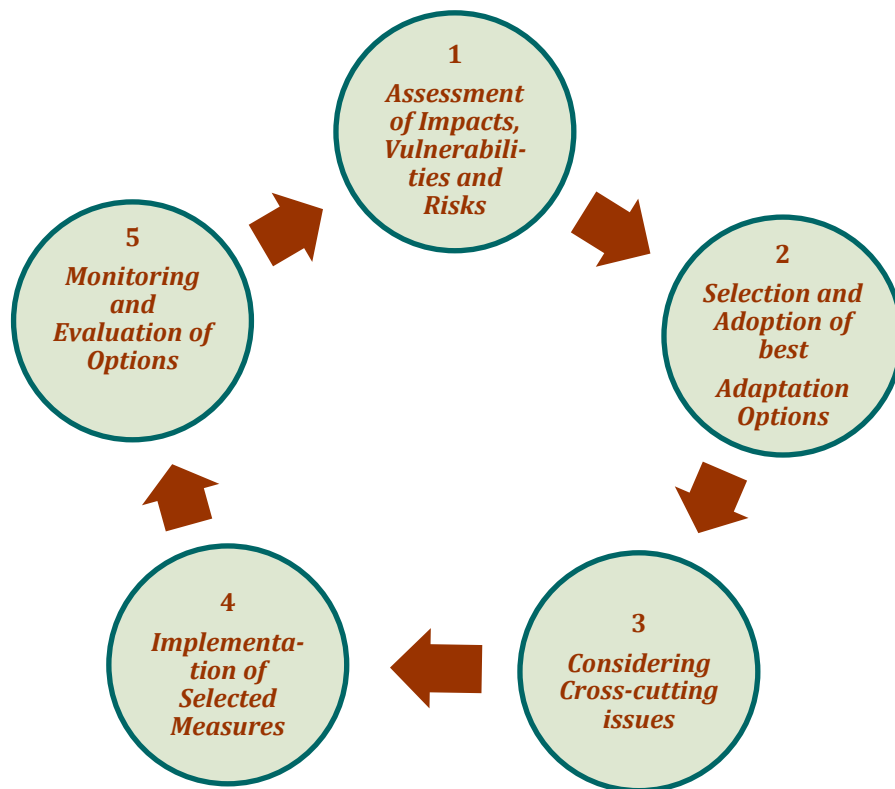 1
Assessment
of Impacts,
Vulnerabili-
ties and
Risks
2
Selection and
Adoption of
best
Adaptation
Options
3
Considering
Cross-cutting
issues
4
Implementa-
tion of
Selected
Measures
5
Monitoring
and
Evaluation of
Options